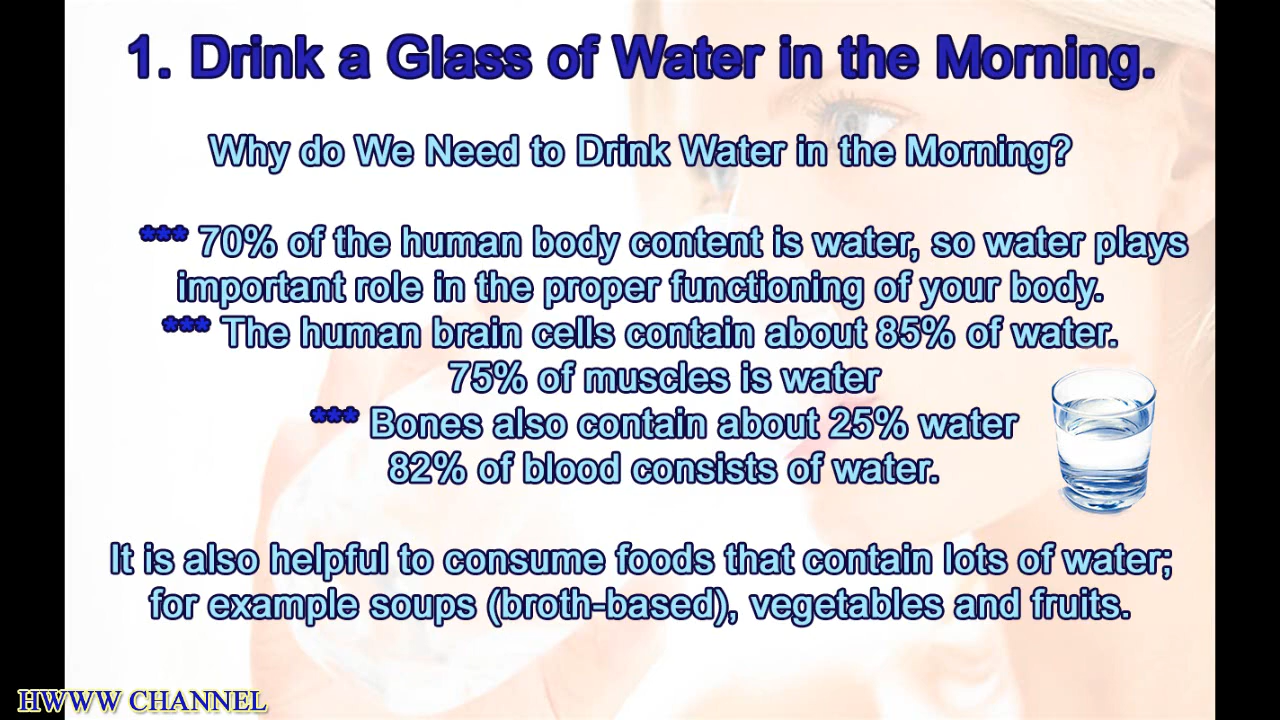 1. Drink a Glass of Water in the Morning.
Why do We Need to Drink Water in the Morning?
*** 70% of the human body content is water, so water plays
important role in the proper functioning of your body.
*** The human brain cells contain about 85% of water.
75% of muscles is water
*** Bones also contain about 25% water
82% of blood consists of water.
It is also helpful to consume foods that contain lots of water;
for example soups (broth-based), vegetables and fruits.
HWWW CHANNEL